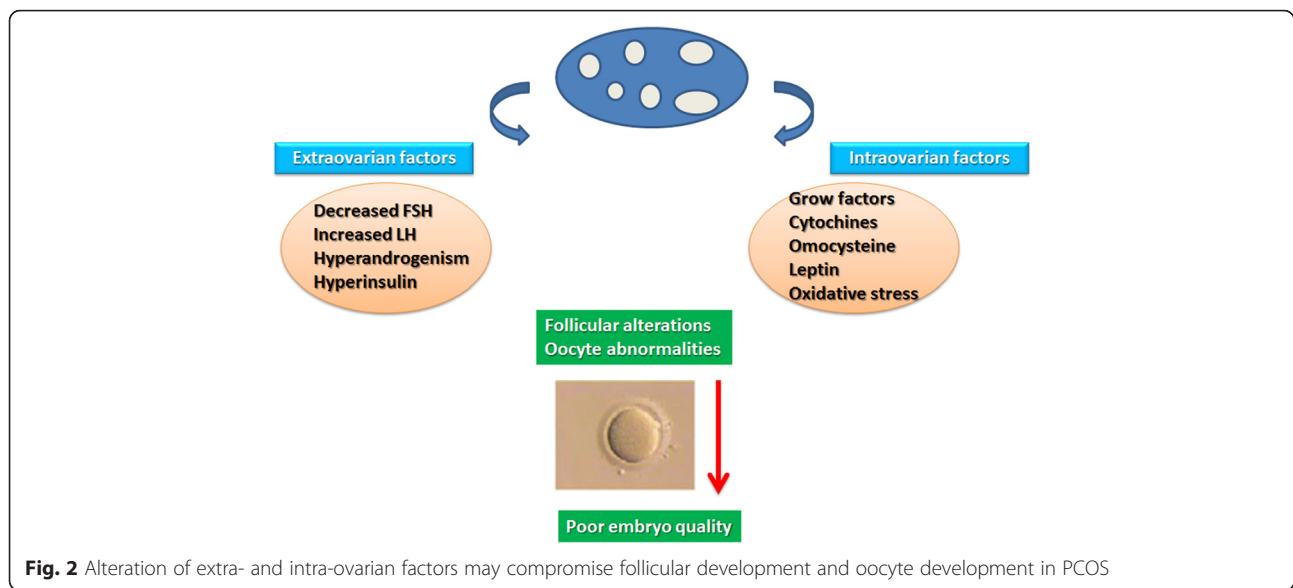 Extraovarian factors
Decreased FSH
Increased LH
Hyperandrogenism
Hyperinsulin
Intraovarian factors
Grow factors
Cytochines
Omocysteine
Leptin
Oxidative stress
Follicular alterations
Oocyte abnormalities
Poor embryo quality
Fig. 2 Alteration of extra- and intra-ovarian factors may compromise follicular development and oocyte development in PCOS